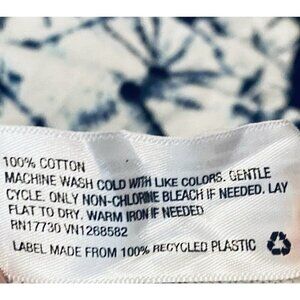 100% COTTON
MACHINE WASH COLD WITH LIKE COLORS. GENTLE
CYCLE. ONLY NON-CHLORINE BLEACH IF NEEDED. LAY
FLAT TO DRY. WARM IRON IF NEEDED
RN17730 VN1268582
LABEL MADE FROM 100% RECYCLED PLASTIC